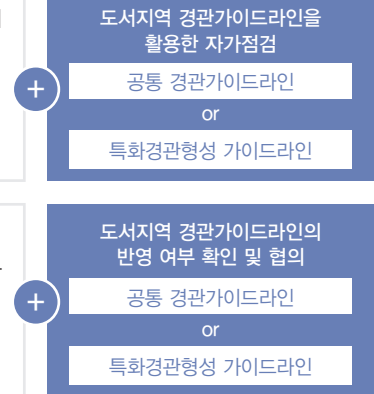 도서지역 경관가이드라인을
활용한 자가점검
+
공통 경관가이드라인
or
특화경관형성 가이드라인
도서지역 경관가이드라인의
반영 여부 확인 및 협의
+
공통 경관가이드라인
or
특화경관형성 가이드라인